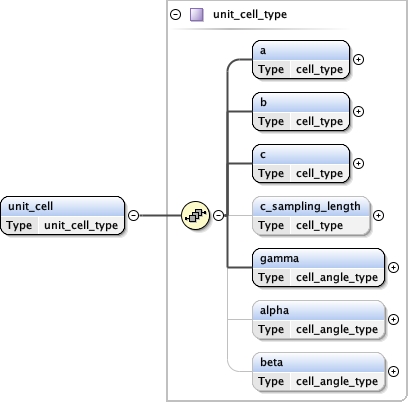 unit_cell_type
a
Type cell_type
b
Type cell_type
c
Type cell_type
unit_cell
Type unit_cell_type
c_sampling_length
Type cell_type
gamma
Type cell_angle_type
alpha
Type cell_angle_type
beta
Type cell_angle_type